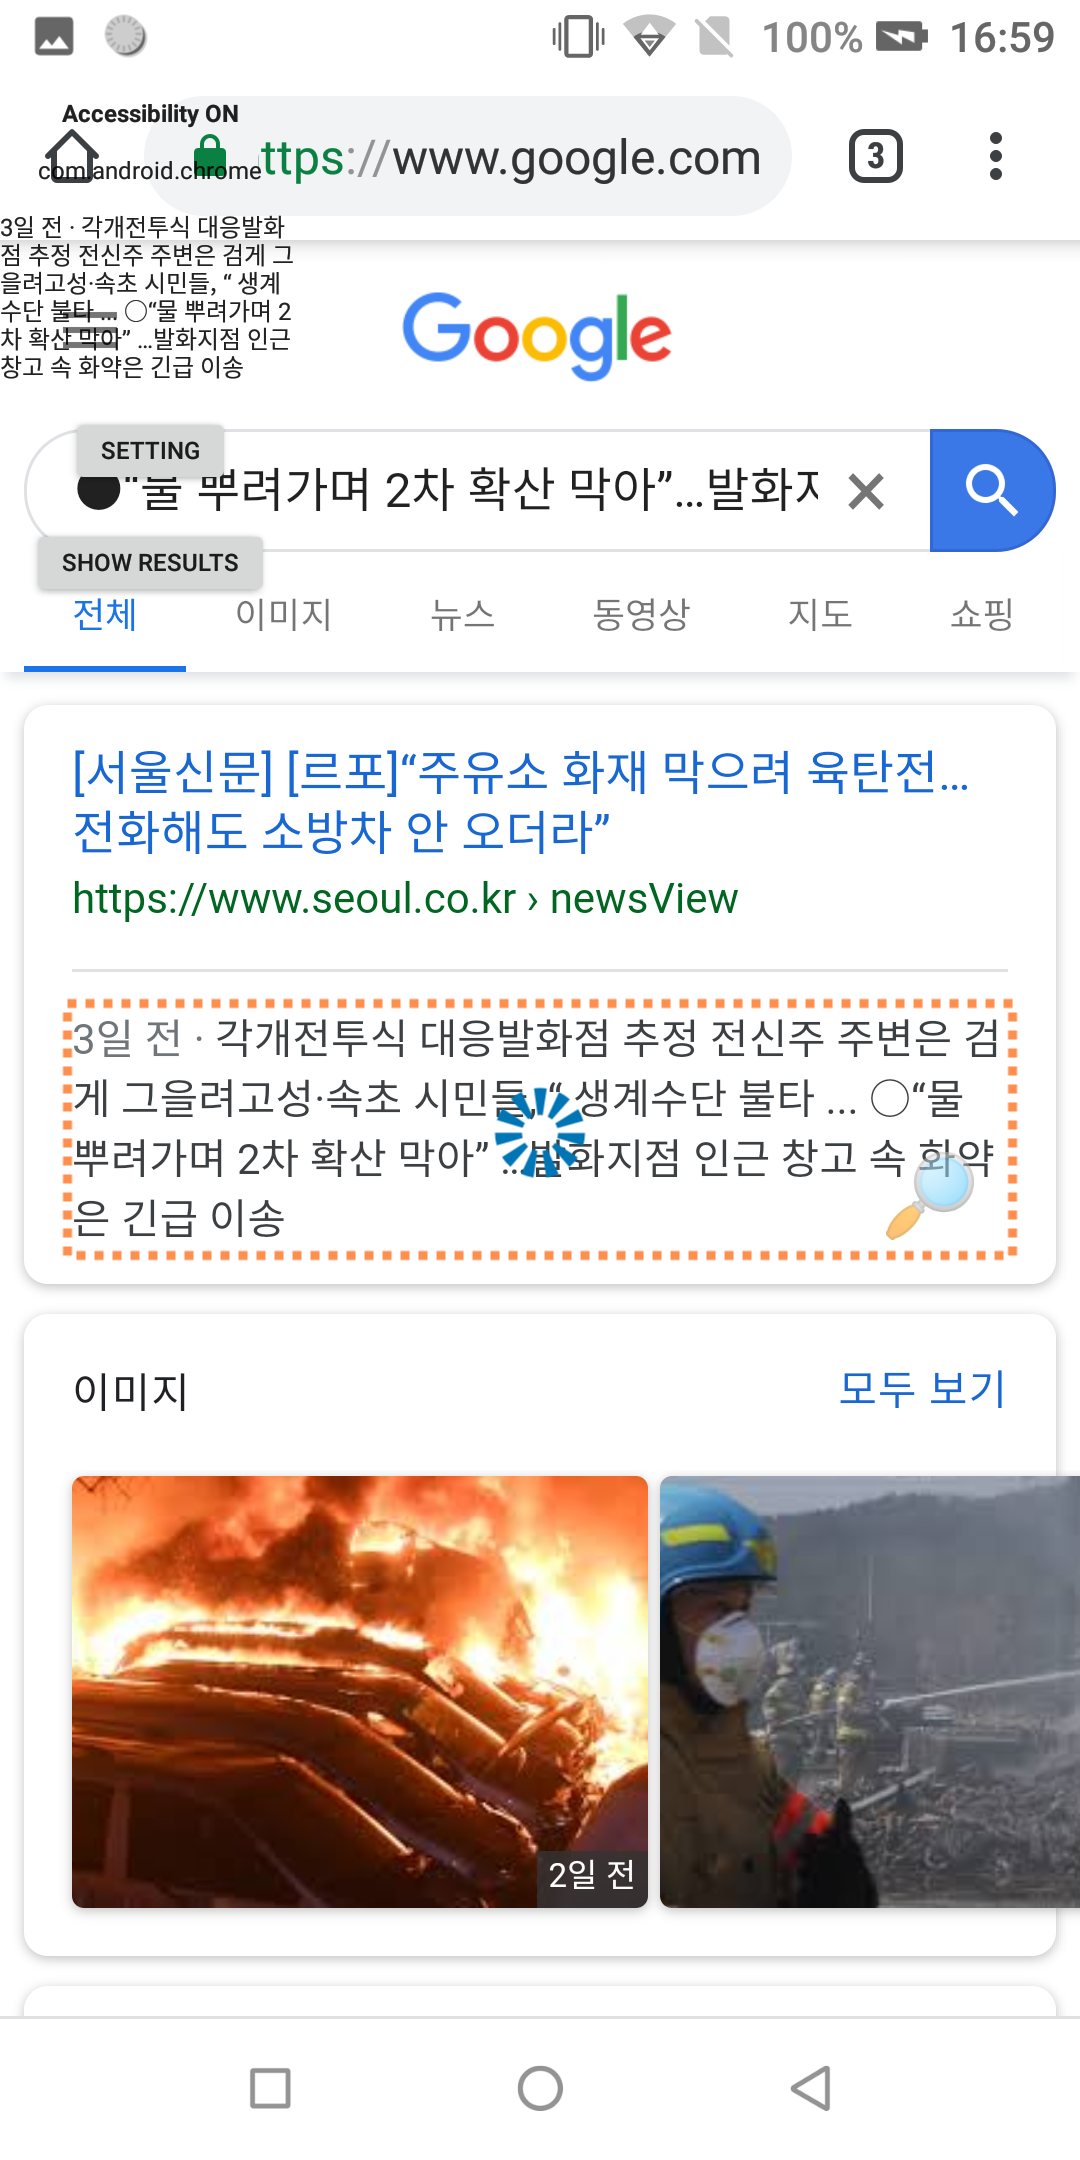 100% 16:59
Accessibility ON
ttps://www.google.com
3
com.android.chrome
3일 전 · 각개전투식 대응발화
점 추정 전신주 주변은 검게 그
을려고성·속초 시민들, “ 생계
수단 불타 ... ○“물 뿌려가며 2
차 확산 막아” ...발화지점 인근
창고 속 화약은 긴급 이송
Google
SETTING
●“물 뿌려가며 2차 확산 막아”...발화지
SHOW RESULTS
전체 이미지 뉴스 동영상 지도 쇼핑
[서울신문] [르포]“주유소 화재 막으려 육탄전...
전화해도 소방차 안 오더라”
https://www.seoul.co.kr › newsView
3일 전 · 각개전투식 대응발화점 추정 전신주 주변은 검
게 그을려고성·속초 시민들, “ 생계수단 불타 ... ○“물
뿌려가며 2차 확산 막아” ...발화지점 인근 창고 속 화약
은 긴급 이송
이미지 모두 보기
2일 전